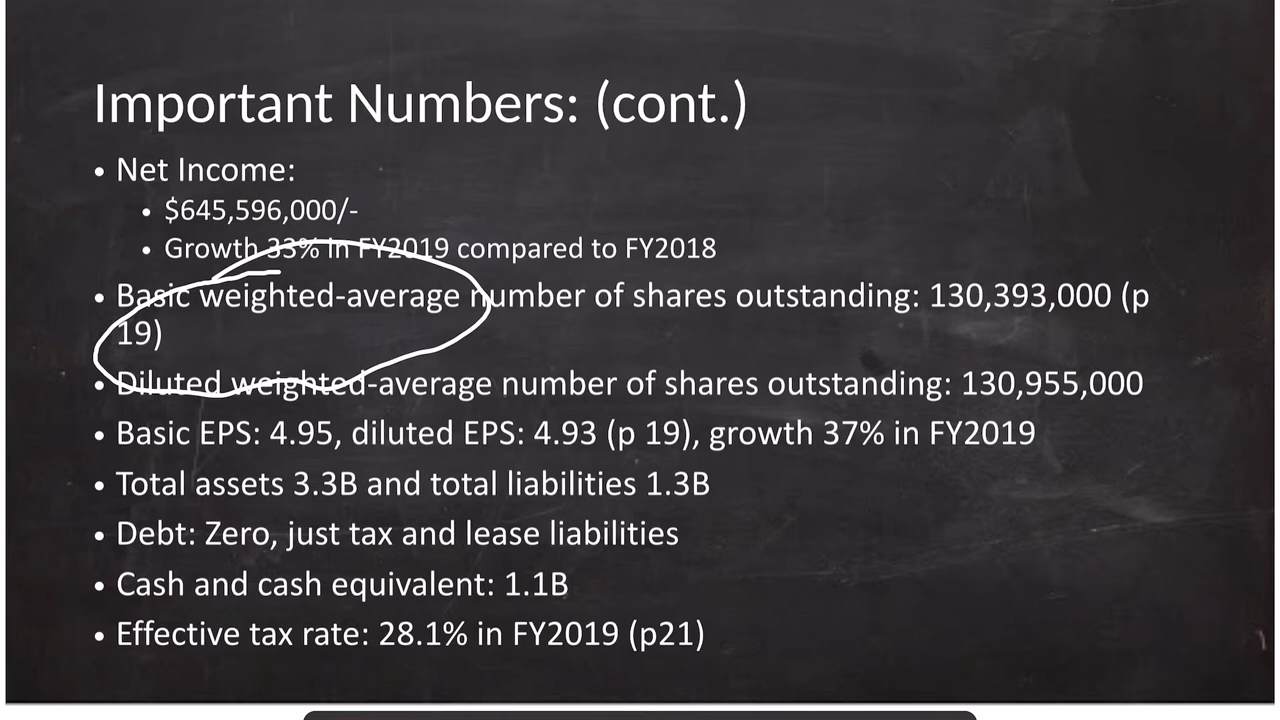 Important Numbers: (cont.)
• Net Income:
• $645,596,000/-
• Growth 33% in FY2019 compared to FY2018
• Basic weighted-average number of shares outstanding: 130,393,000 (p
19)
• Diluted weighted-average number of shares outstanding: 130,955,000
• Basic EPS: 4.95, diluted EPS: 4.93 (p 19), growth 37% in FY2019
• Total assets 3.3B and total liabilities 1.3B
• Debt: Zero, just tax and lease liabilities
• Cash and cash equivalent: 1.1B
• Effective tax rate: 28.1% in FY2019 (p21)